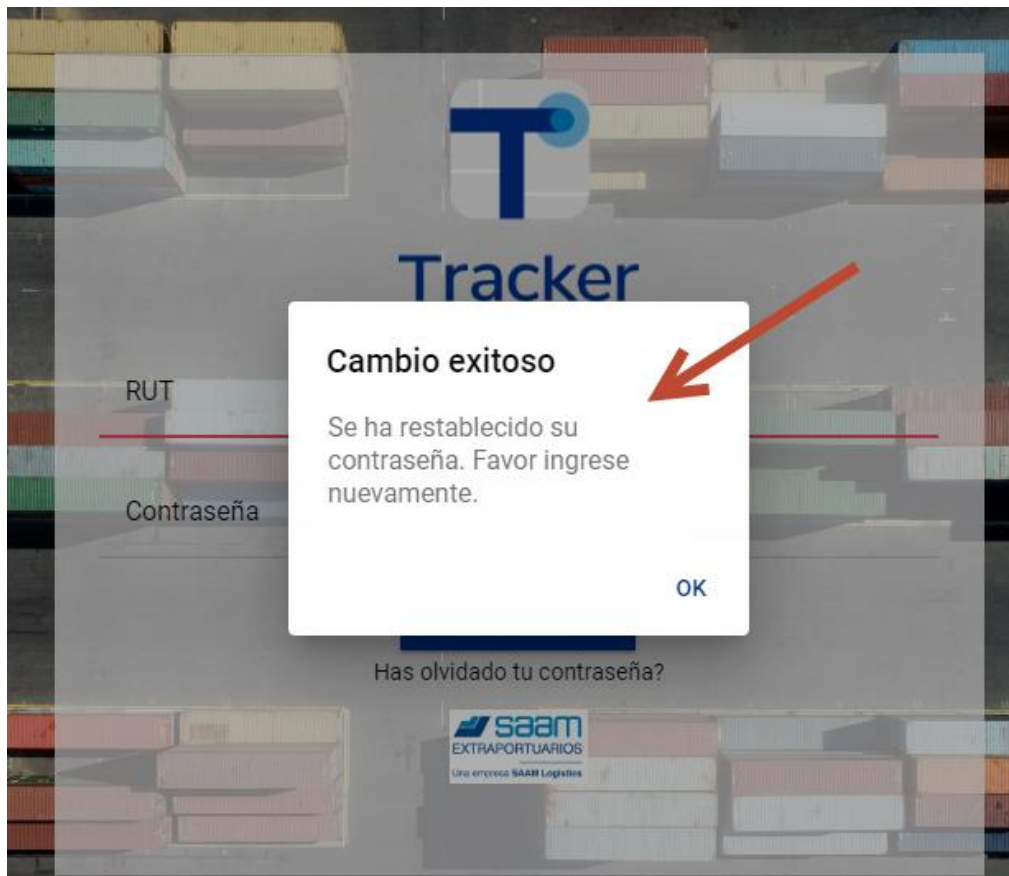 Tracker
Cambio exitoso
RUT
Se ha restablecido su
contraseña. Favor ingrese
nuevamente.
Contraseña
OK
Has olvidado tu contraseña?
saam
EXTRAPORTUARIOS
Una empresa SAAM Logistics